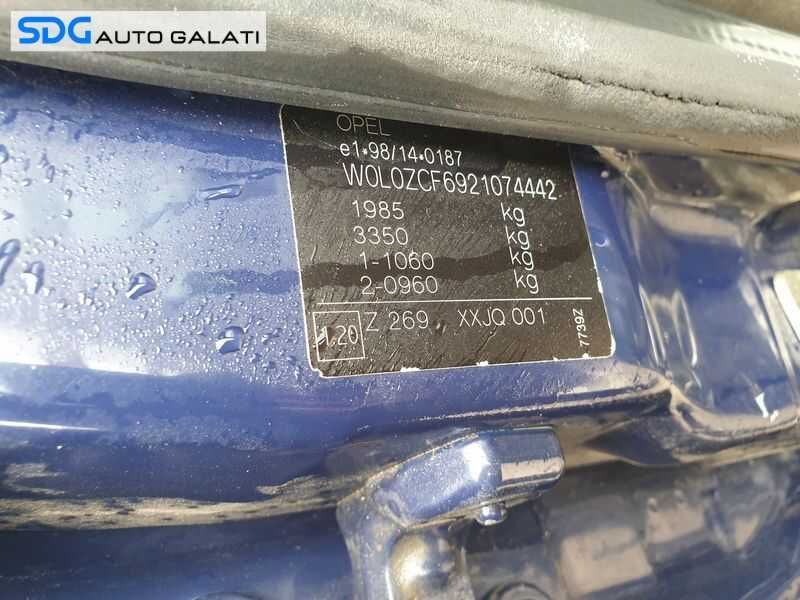 SDG AUTO GALATI
OPEL
e1*98/14*0187
W0L0ZCF6921074442
1985 kg
3350 kg
1-1060 kg
2-0960 kg
1.20 Z 269 XXJQ 001
7739Z